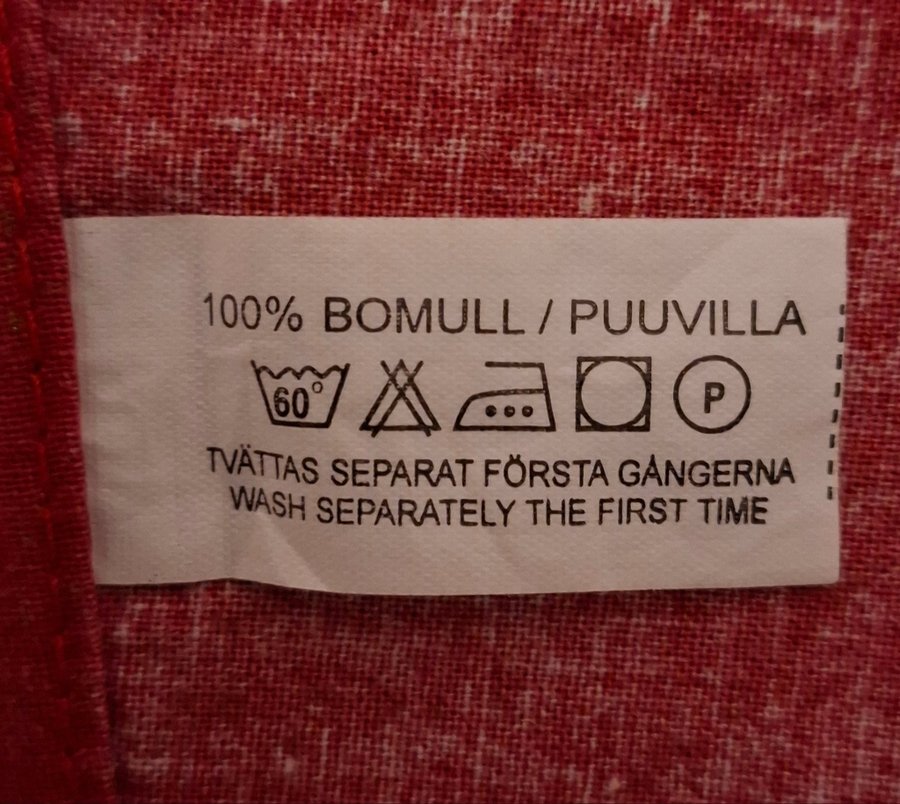 100% BOMULL / PUUVILLA
60° P
TVÄTTAS SEPARAT FÖRSTA GÅNGERNA
WASH SEPARATELY THE FIRST TIME